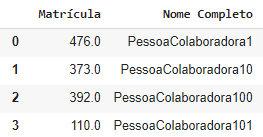 Matrícula Nome Completo
0 476.0 PessoaColaboradora1
1 373.0 PessoaColaboradora10
2 392.0 PessoaColaboradora100
3 110.0 PessoaColaboradora101